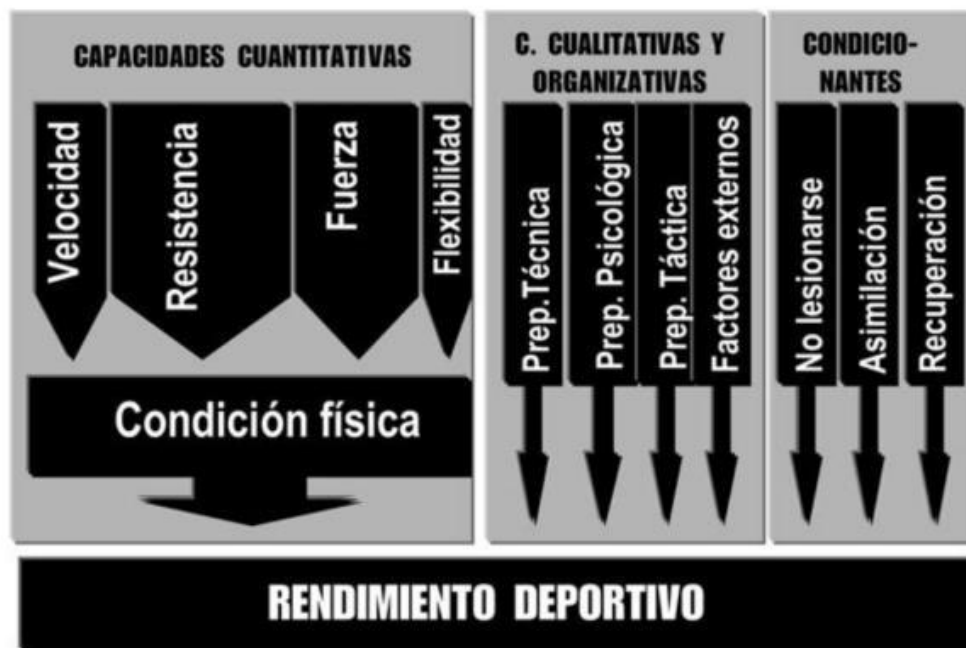 CAPACIDADES CUANTITATIVAS
Velocidad
Resistencia
Fuerza
Flexibilidad
Condición física
C. CUALITATIVAS Y
ORGANIZATIVAS
Prep.Técnica
Prep. Psicológica
Prep. Táctica
Factores externos
CONDICIO-
NANTES
No lesionarse
Asimilación
Recuperación
RENDIMIENTO DEPORTIVO